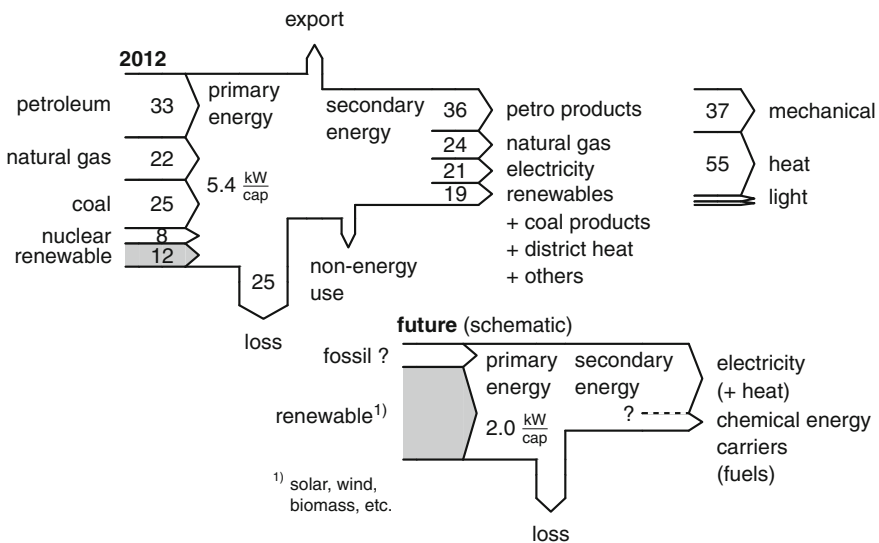 export
2012
petroleum 33 primary energy secondary energy 36 petro products 37 mechanical
natural gas 22 24 natural gas
5.4 kW/cap 21 electricity 55 heat
coal 25 19 renewables light
nuclear 8 + coal products
renewable 12 + district heat
25 non-energy use + others
loss
future (schematic)
fossil ? primary energy secondary energy electricity (+ heat)
renewable1) 2.0 kW/cap ? chemical energy carriers (fuels)
1) solar, wind,
biomass, etc.
loss